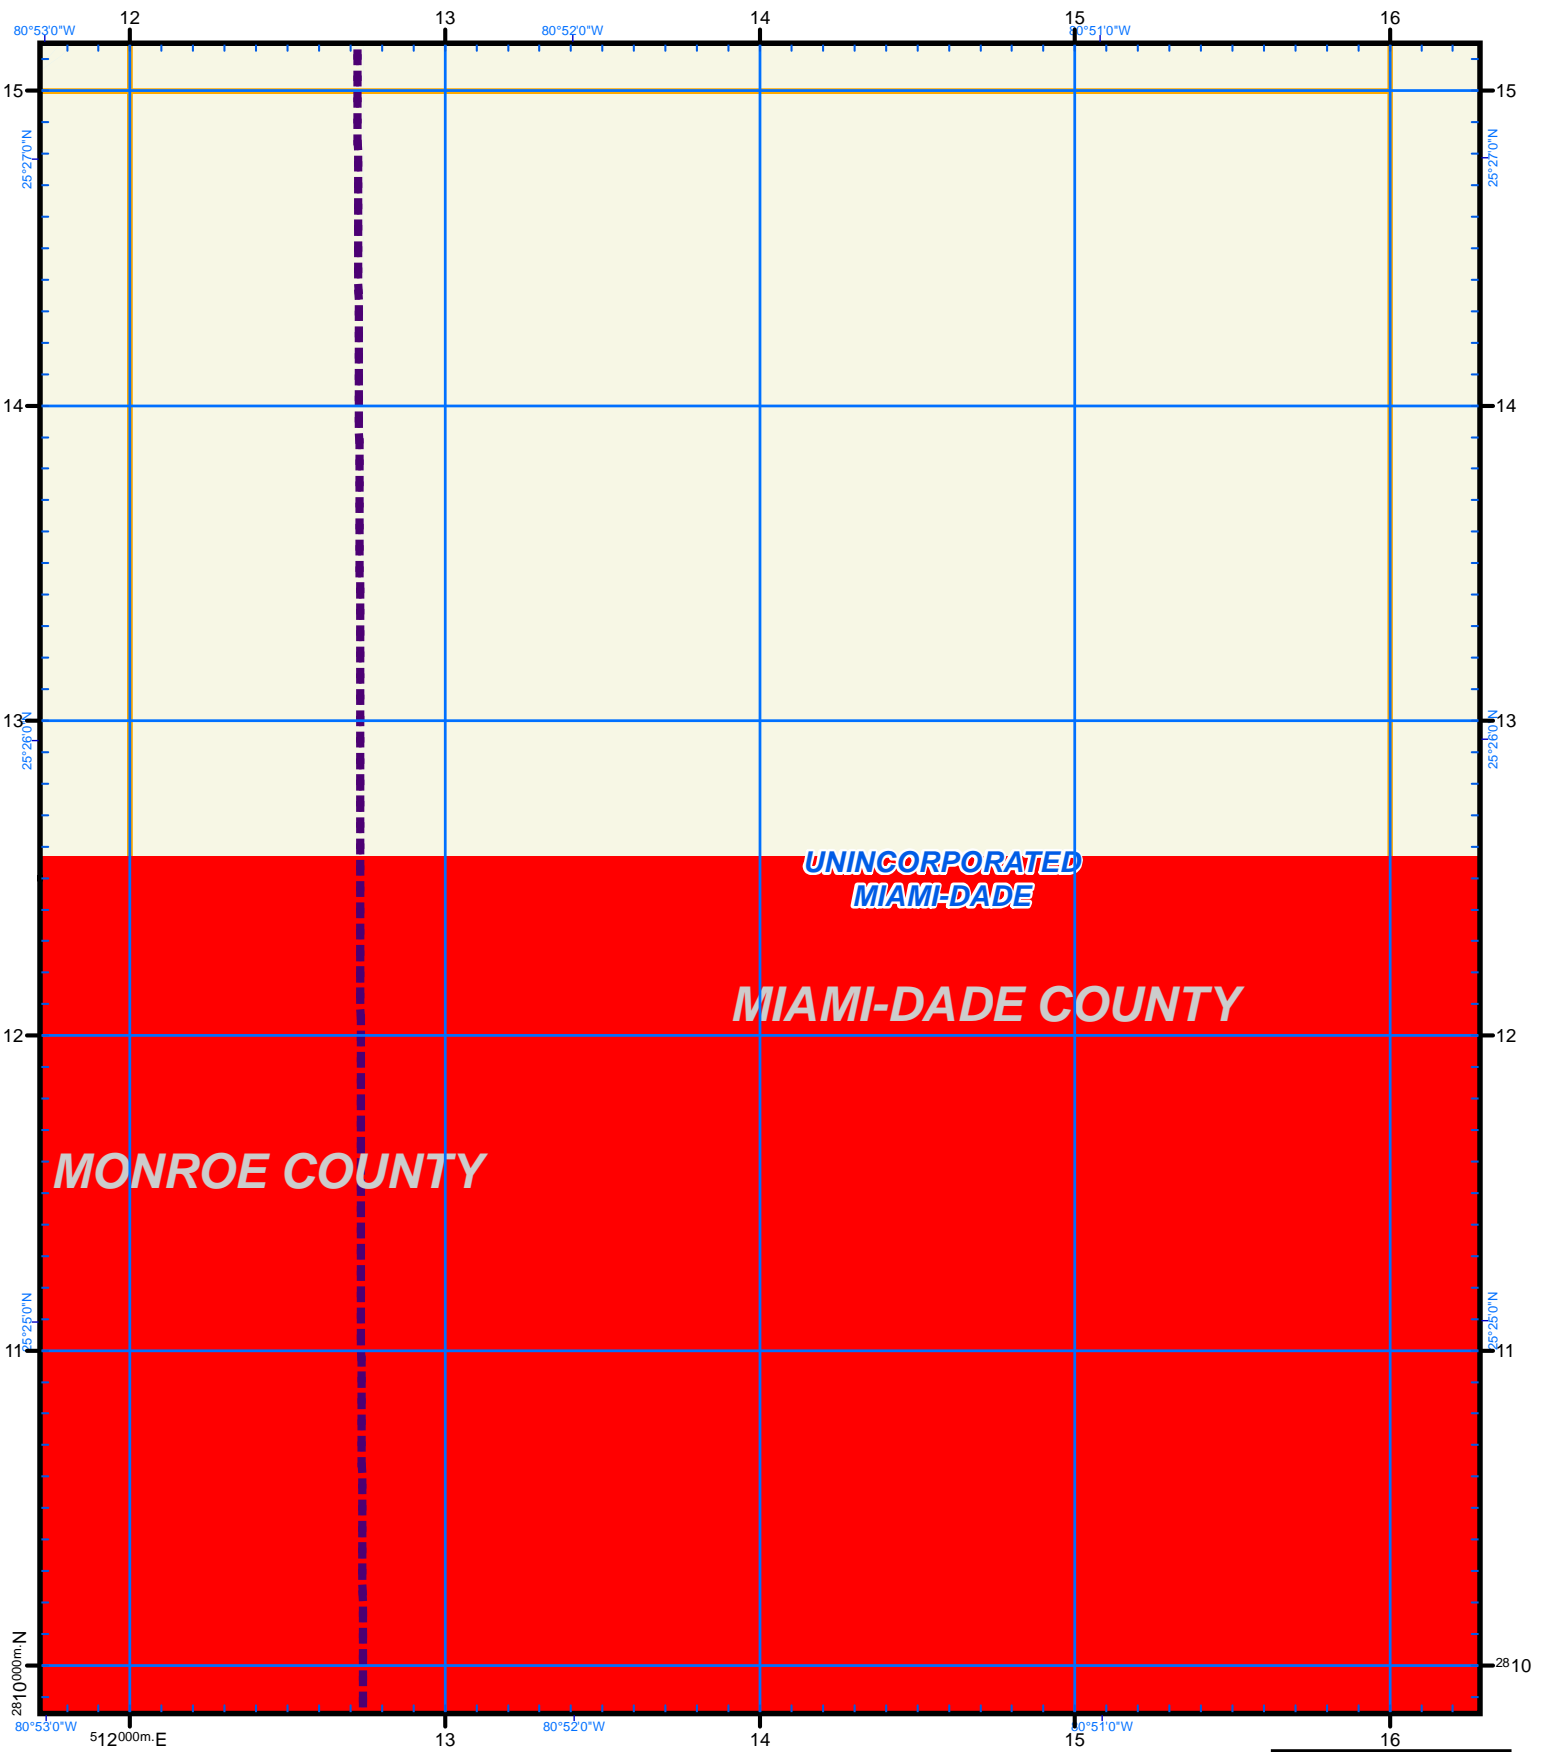 12 13 14 15 16
80°53'0"W 80°52'0"W 80°51'0"W
15 15
25°27'0"N 25°27'0"N
14 14
13 13
25°26'0"N 25°26'0"N
UNINCORPORATED
MIAMI-DADE
MIAMI-DADE COUNTY
12 12
MONROE COUNTY
25°25'0"N 25°25'0"N
11 11
2810000m.N 2810
80°53'0"W 80°52'0"W 80°51'0"W
512000m.E 13 14 15 16